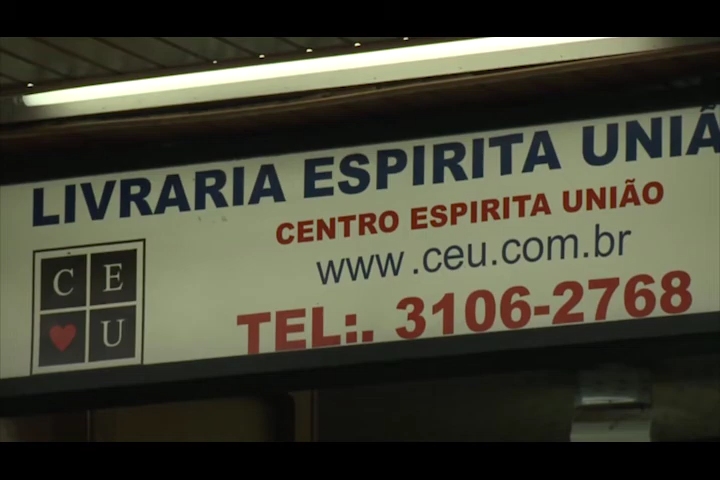 LIVRARIA ESPIRITA UNIÃ
CENTRO ESPIRITA UNIÃO
www.ceu.com.br
TEL:. 3106-2768
C E
U